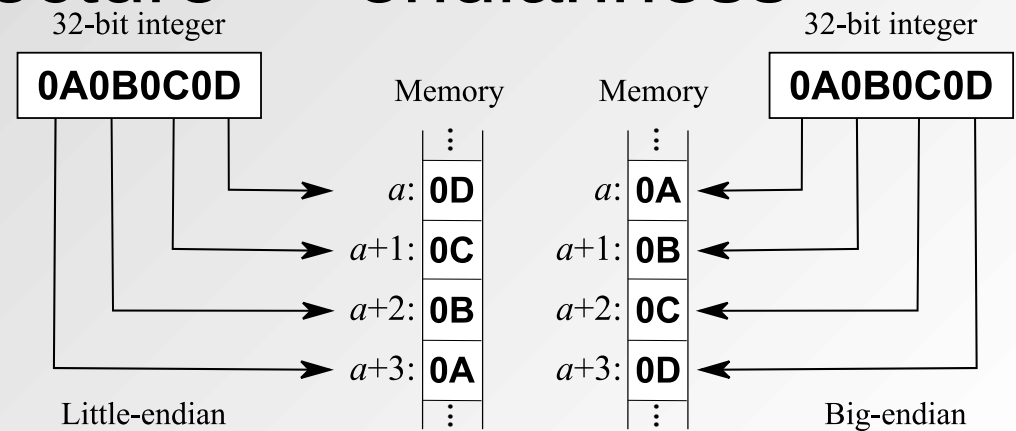 endianness
32-bit integer
0A0B0C0D
Memory
⋮
a: 0D
a+1: 0C
a+2: 0B
a+3: 0A
⋮
Little-endian
Memory
⋮
a: 0A
a+1: 0B
a+2: 0C
a+3: 0D
⋮
32-bit integer
0A0B0C0D
Big-endian